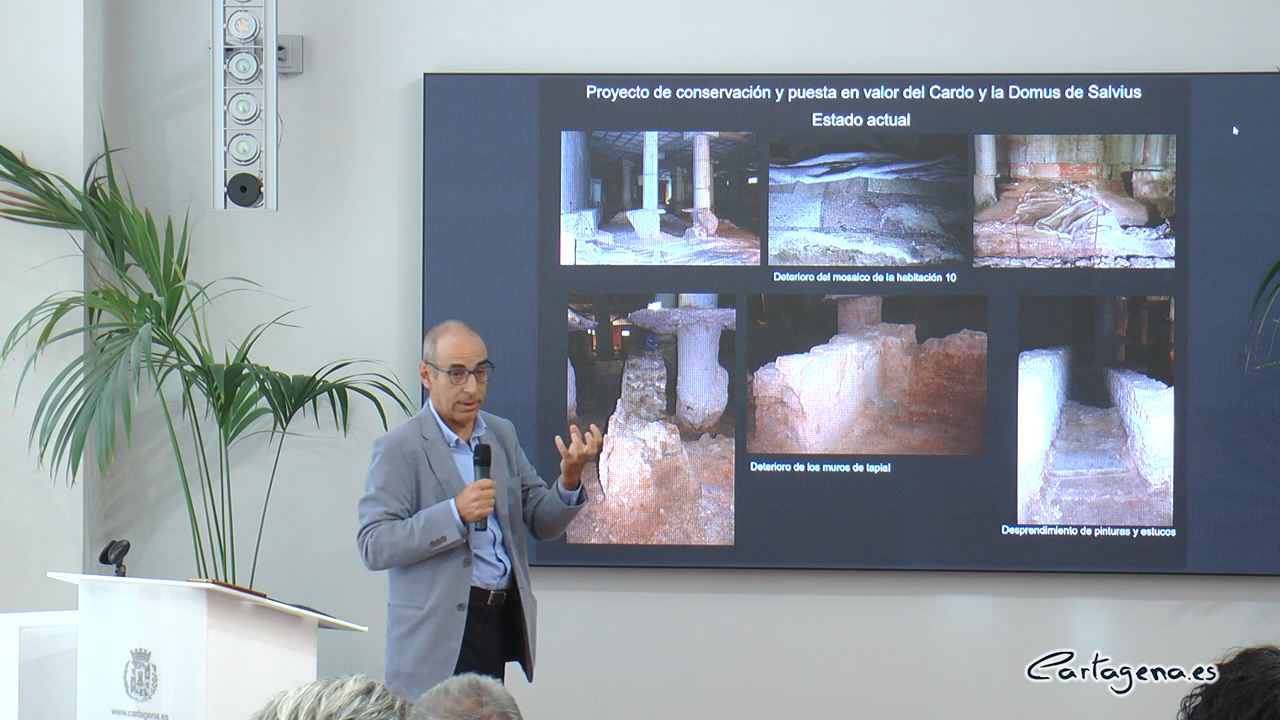 Proyecto de conservación y puesta en valor del Cardo y la Domus de Salvius
Estado actual
Deterioro del mosaico de la habitación 10
Deterioro de los muros de tapial
Desprendimiento de pinturas y estucos
www.cartagena.es
Cartagena.es